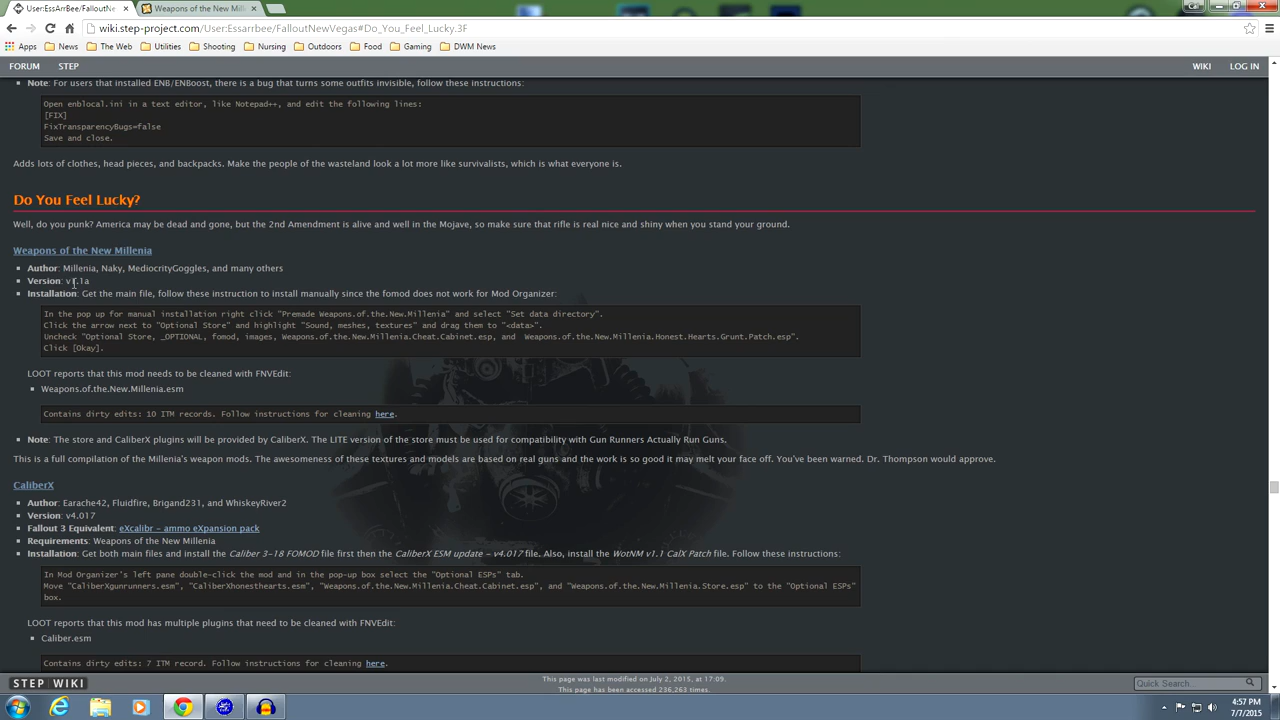 User:EssArrBee/FalloutNe
Weapons of the New Mill
Cal
wiki.step-project.com/User:Essarrbee/FalloutNewVegas#Do_You_Feel_Lucky.3F
Apps News The Web Utilities Shooting Nursing Outdoors Food Gaming DWM News
FORUM STEP WIKI LOG IN
Note: For users that installed ENB/ENBoost, there is a bug that turns some outfits invisible, follow these instructions:
Open enblocal.ini in a text editor, like Notepad++, and edit the following lines:
[FIX]
FixTransparencyBugs=false
Save and close.
Adds lots of clothes, head pieces, and backpacks. Make the people of the wasteland look a lot more like survivalists, which is what everyone is.
Do You Feel Lucky?
Well, do you punk? America may be dead and gone, but the 2nd Amendment is alive and well in the Mojave, so make sure that rifle is real nice and shiny when you stand your ground.
Weapons of the New Millenia
Author: Millenia, Naky, MediocrityGoggles, and many others
Version: v1.1a
Installation: Get the main file, follow these instruction to install manually since the fomod does not work for Mod Organizer:
In the pop up for manual installation right click "Premade Weapons.of.the.New.Millenia" and select "Set data directory".
Click the arrow next to "Optional Store" and highlight "Sound, meshes, textures" and drag them to "<data>".
Uncheck "Optional Store, _OPTIONAL, fomod, images, Weapons.of.the.New.Millenia.Cheat.Cabinet.esp, and Weapons.of.the.New.Millenia.Honest.Hearts.Grunt.Patch.esp".
Click [Okay].
LOOT reports that this mod needs to be cleaned with FNVEdit:
Weapons.of.the.New.Millenia.esm
Contains dirty edits: 10 ITM records. Follow instructions for cleaning here.
Note: The store and CaliberX plugins will be provided by CaliberX. The LITE version of the store must be used for compatibility with Gun Runners Actually Run Guns.
This is a full compilation of the Millenia's weapon mods. The awesomeness of these textures and models are based on real guns and the work is so good it may melt your face off. You've been warned. Dr. Thompson would approve.
CaliberX
Author: Earache42, Fluidfire, Brigand231, and WhiskeyRiver2
Version: v4.017
Fallout 3 Equivalent: eXcalibr - ammo eXpansion pack
Requirements: Weapons of the New Millenia
Installation: Get both main files and install the Caliber 3-18 FOMOD file first then the CaliberX ESM update - v4.017 file. Also, install the WotNM v1.1 CalX Patch file. Follow these instructions:
In Mod Organizer's left pane double-click the mod and in the pop-up box select the "Optional ESPs" tab.
Move "CaliberXgunrunners.esm", "CaliberXhonesthearts.esm", "Weapons.of.the.New.Millenia.Cheat.Cabinet.esp", and "Weapons.of.the.New.Millenia.Store.esp" to the "Optional ESPs"
box.
LOOT reports that this mod has multiple plugins that need to be cleaned with FNVEdit:
Caliber.esm
Contains dirty edits: 7 ITM record. Follow instructions for cleaning here.
STEP WIKI
This page was last modified on July 2, 2015, at 17:09.
This page has been accessed 236,263 times.
Quick Search...
4:57 PM
7/7/2015